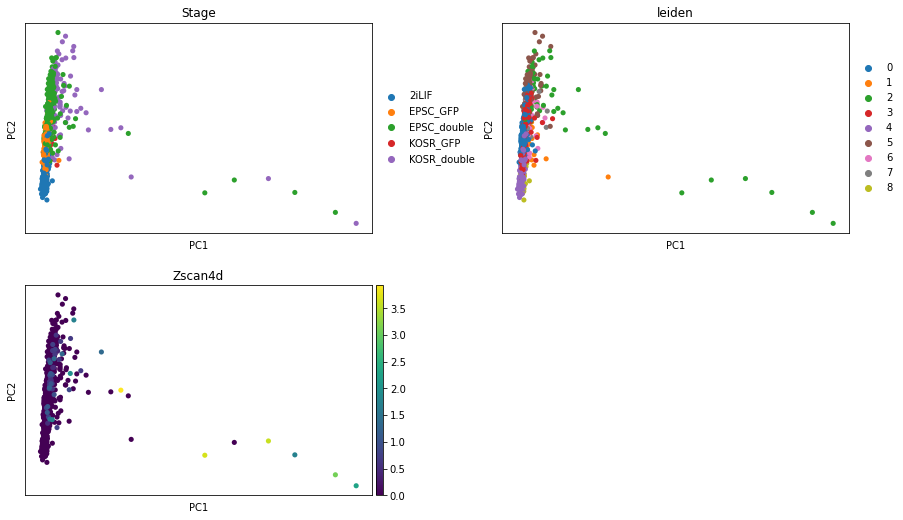 Stage
PC2
PC1
2iLIF
EPSC_GFP
EPSC_double
KOSR_GFP
KOSR_double
leiden
PC2
PC1
0
1
2
3
4
5
6
7
8
Zscan4d
PC2
PC1
3.5
3.0
2.5
2.0
1.5
1.0
0.5
0.0